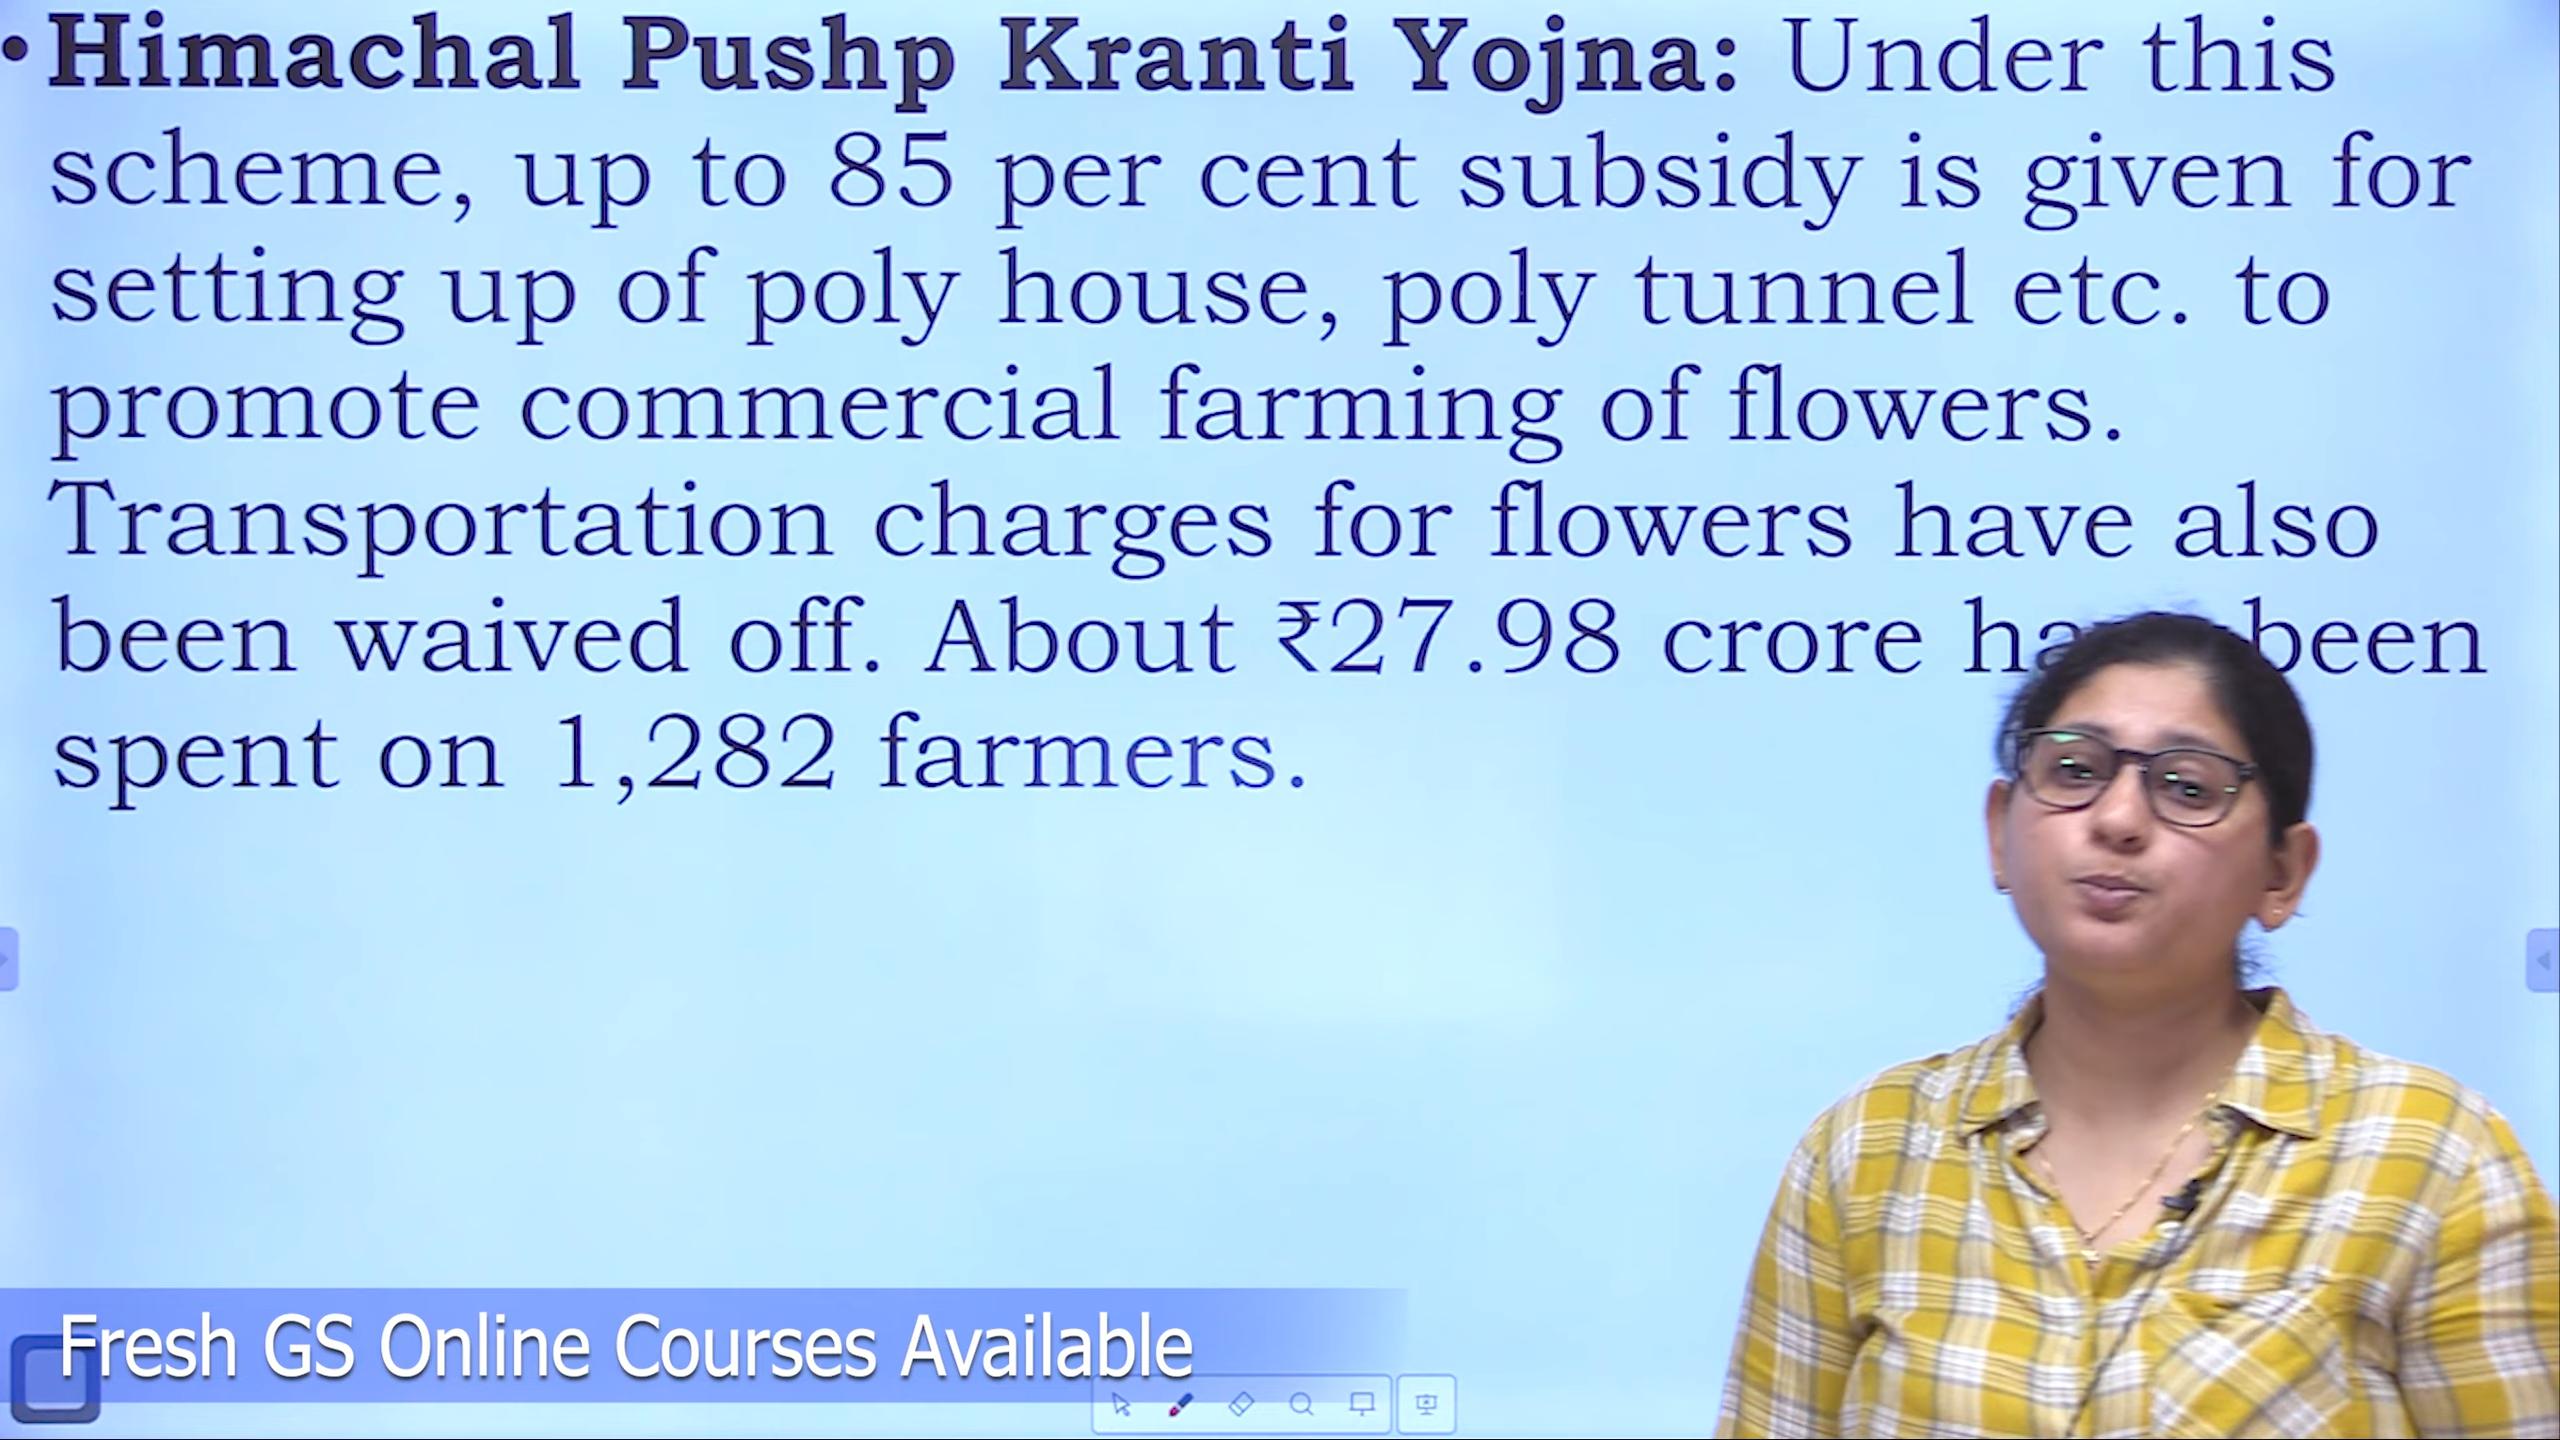 • Himachal Pushp Kranti Yojna: Under this
scheme, up to 85 per cent subsidy is given for
setting up of poly house, poly tunnel etc. to
promote commercial farming of flowers.
Transportation charges for flowers have also
been waived off. About ₹27.98 crore been
spent on 1,282 farmers.
Fresh GS Online Courses Available